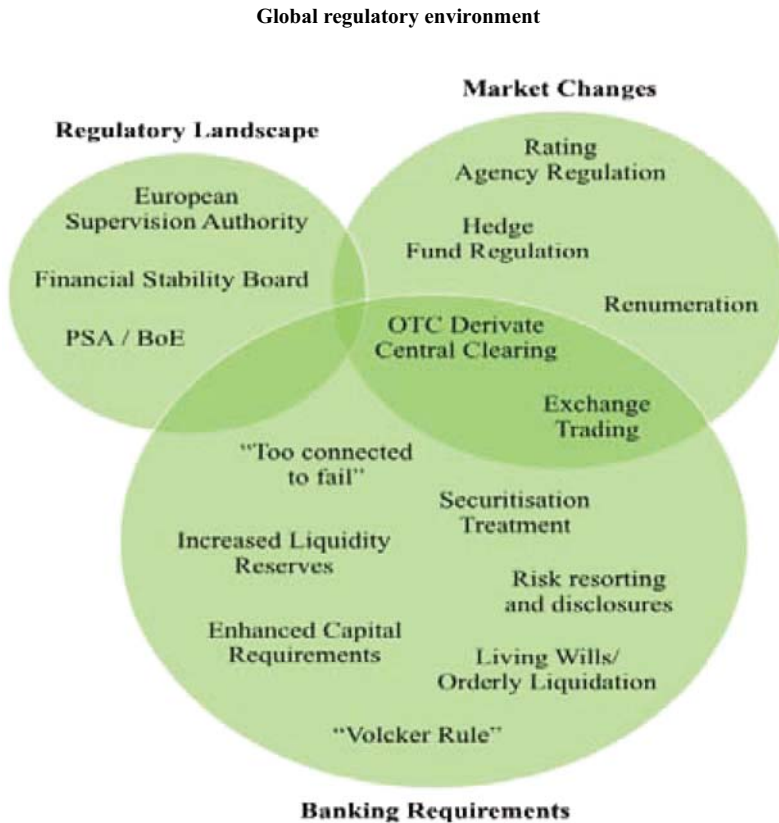 Global regulatory environment
Market Changes
Regulatory Landscape
Rating
Agency Regulation
European
Supervision Authority
Hedge
Fund Regulation
Financial Stability Board
Renumeration
OTC Derivate
Central Clearing
PSA / BoE
Exchange
Trading
"Too connected
to fail"
Securitisation
Treatment
Increased Liquidity
Reserves
Risk resorting
and disclosures
Enhanced Capital
Requirements
Living Wills/
Orderly Liquidation
"Volcker Rule"
Banking Requirements